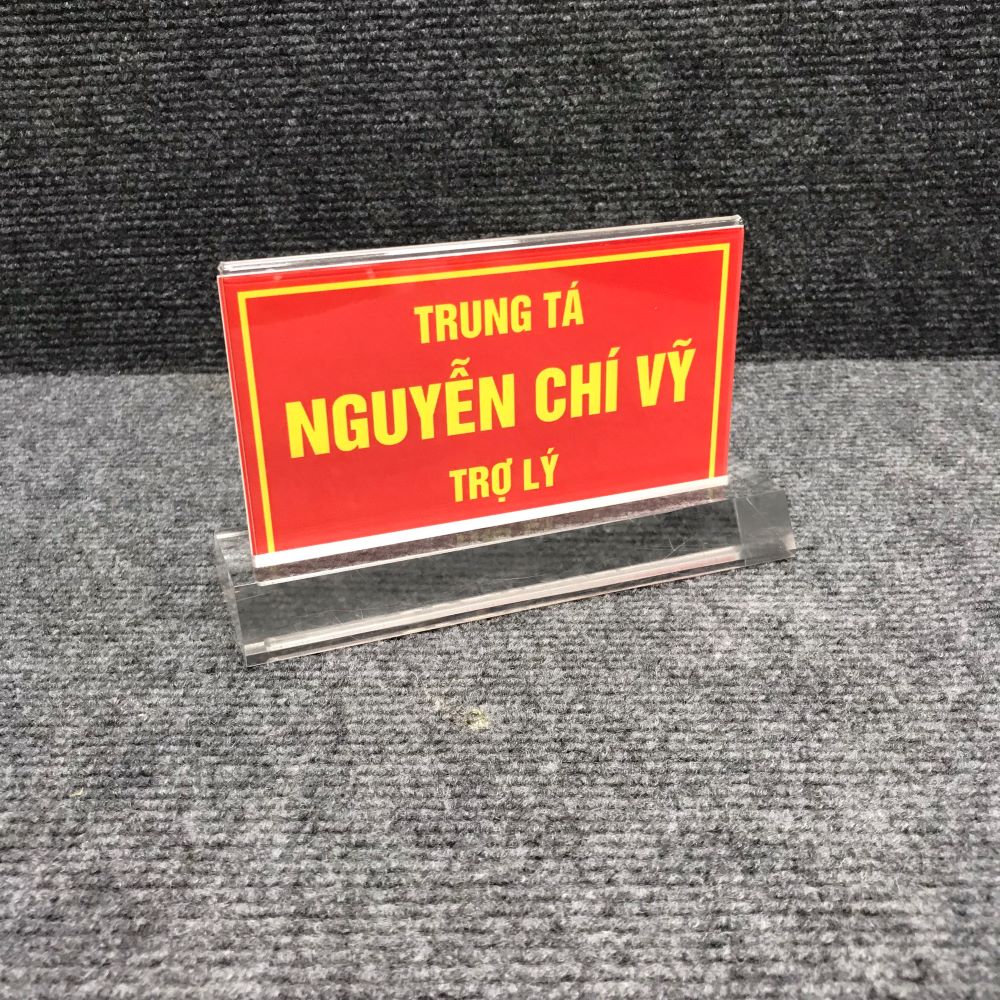 TRUNG TÁ
NGUYỄN CHÍ VỸ
TRỢ LÝ